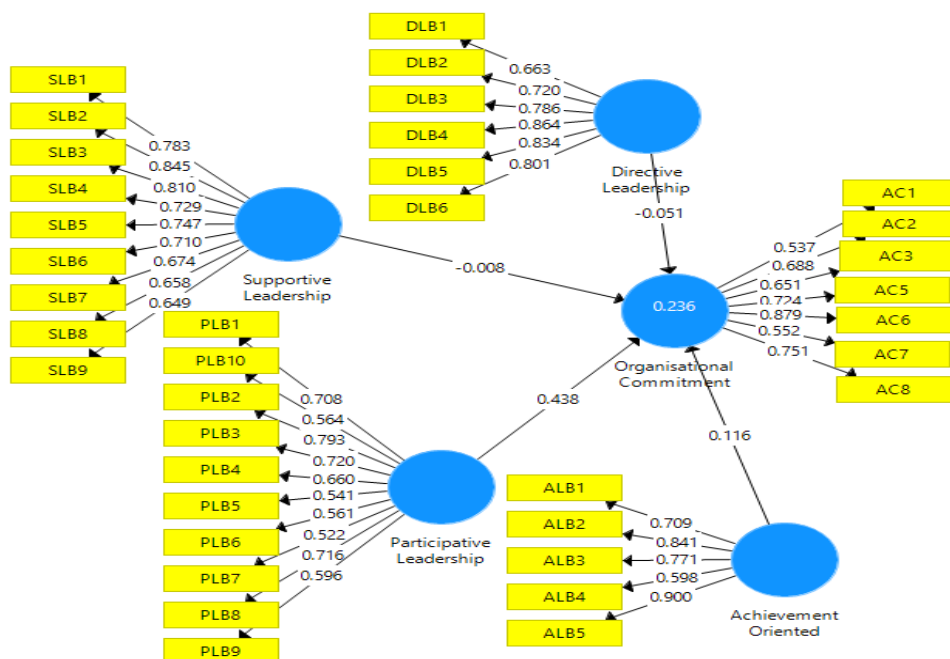 SLB1
SLB2
SLB3
SLB4
SLB5
SLB6
SLB7
SLB8
SLB9
0.783
0.845
0.810
0.729
0.747
0.710
0.674
0.658
0.649
Supportive
Leadership
DLB1
DLB2
DLB3
DLB4
DLB5
DLB6
0.663
0.720
0.786
0.864
0.834
0.801
Directive
Leadership
-0.051
-0.008
0.236
Organisational
Commitment
0.537
0.688
0.651
0.724
0.879
0.552
0.751
AC1
AC2
AC3
AC5
AC6
AC7
AC8
PLB1
PLB10
PLB2
PLB3
PLB4
PLB5
PLB6
PLB7
PLB8
PLB9
0.708
0.564
0.793
0.720
0.660
0.541
0.561
0.522
0.716
0.596
Participative
Leadership
0.438
0.116
ALB1
ALB2
ALB3
ALB4
ALB5
0.709
0.841
0.771
0.598
0.900
Achievement
Oriented